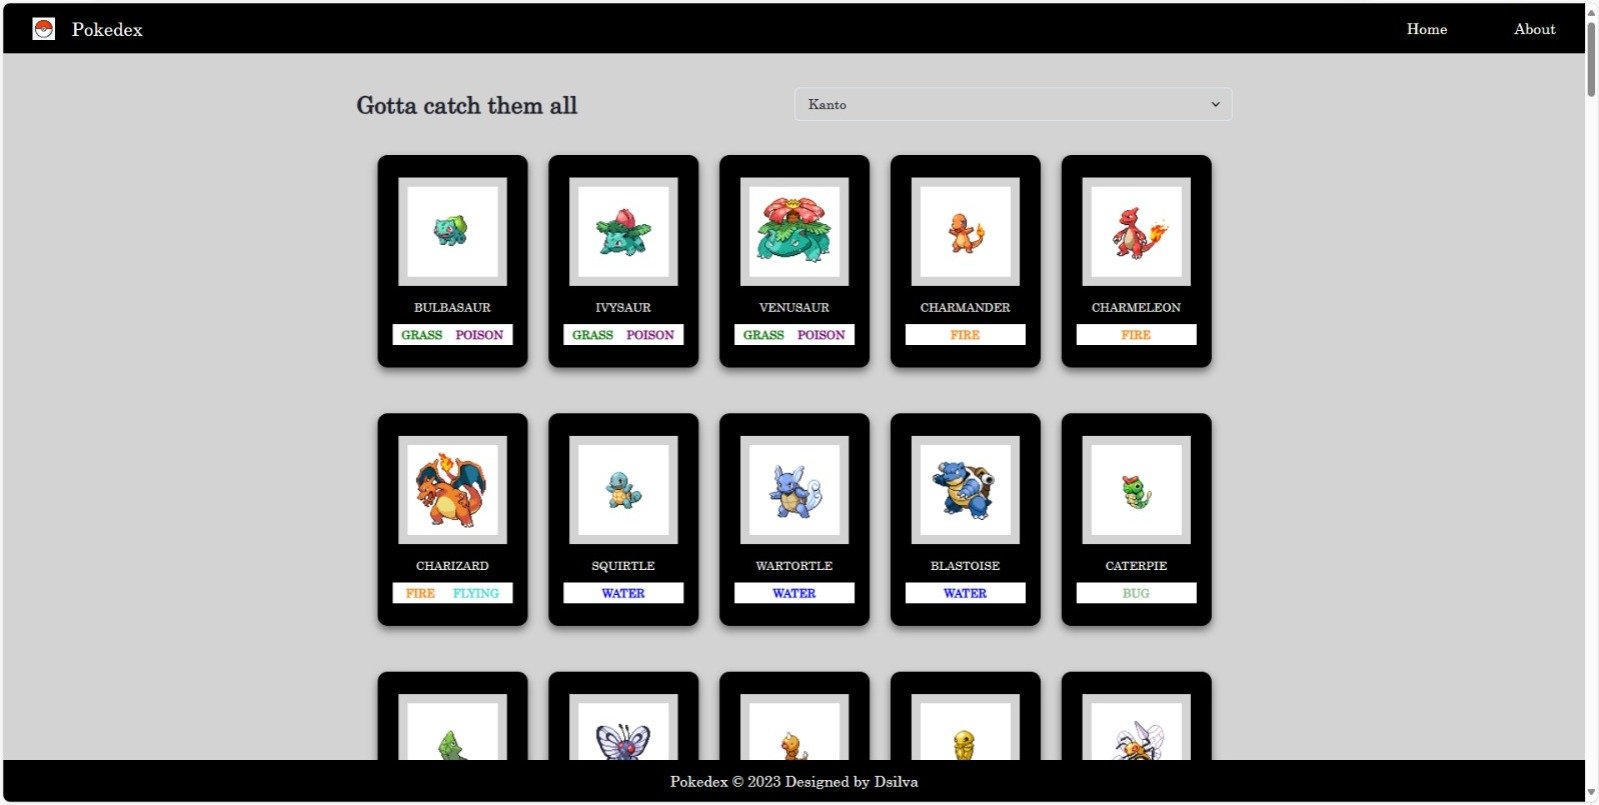 Pokedex Home About
Gotta catch them all Kanto
BULBASAUR IVYSAUR VENUSAUR CHARMANDER CHARMELEON
GRASS POISON GRASS POISON GRASS POISON FIRE FIRE
CHARIZARD SQUIRTLE WARTORTLE BLASTOISE CATERPIE
FIRE FLYING WATER WATER WATER BUG
Pokedex © 2023 Designed by Dsilva